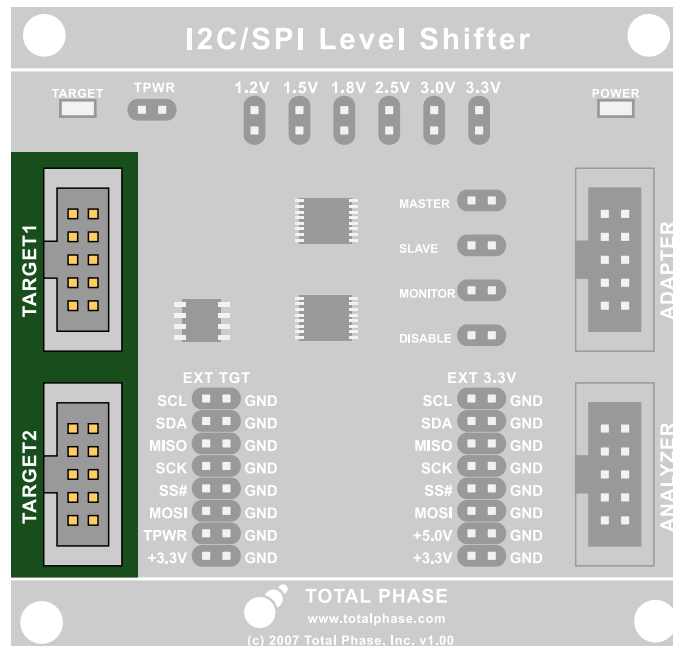 I2C/SPI Level Shifter
TARGET
TPWR
1.2V 1.5V 1.8V 2.5V 3.0V 3.3V
POWER
TARGET1
MASTER
SLAVE
MONITOR
DISABLE
ADAPTER
TARGET2
EXT TGT
SCL GND
SDA GND
MISO GND
SCK GND
SS# GND
MOSI GND
TPWR GND
+3.3V GND
EXT 3.3V
SCL GND
SDA GND
MISO GND
SCK GND
SS# GND
MOSI GND
+5.0V GND
+3.3V GND
ANALYZER
TOTAL PHASE
www.totalphase.com
(c) 2007 Total Phase, Inc. v1.00